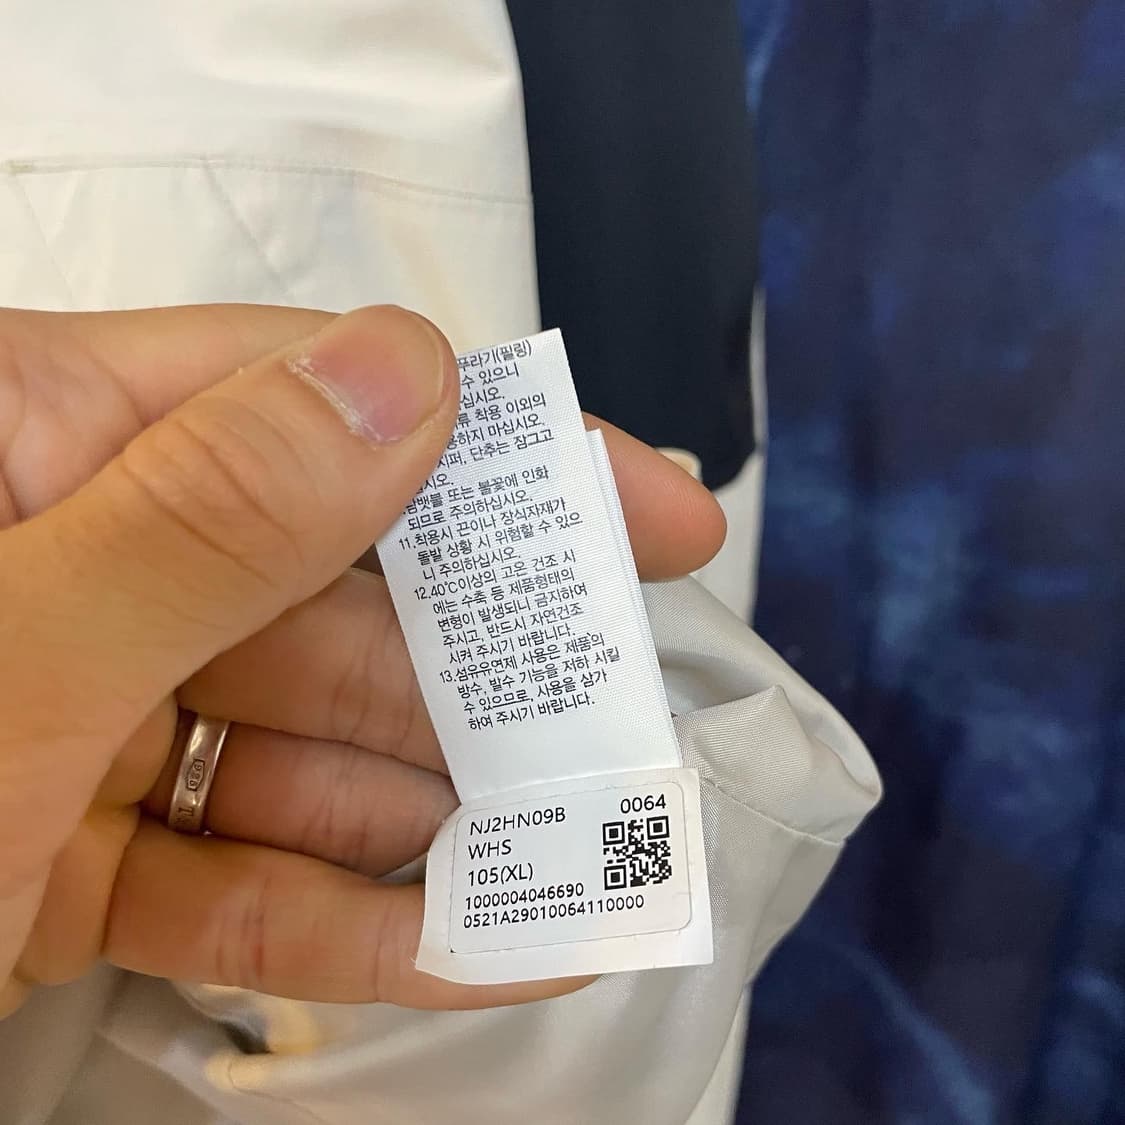 푸라기(필링)
수 있으니
십시오.
류 착용 이외의
용하지 마십시오.
지퍼, 단추는 잠그고
십시오.
담뱃불 또는 불꽃에 인화
되므로 주의하십시오.
11.착용시 끈이나 장식자재가
돌발 상황 시 위험할 수 있으
니 주의하십시오.
12.40℃이상의 고온 건조 시
에는 수축 등 제품형태의
변형이 발생되니 금지하여
주시고, 반드시 자연건조
시켜 주시기 바랍니다.
13.섬유유연제 사용은 제품의
방수, 발수 기능을 저하 시킬
수 있으므로, 사용을 삼가
하여 주시기 바랍니다.
NJ2HN09B 0064
WHS
105(XL)
1000004046690
0521A29010064110000
925